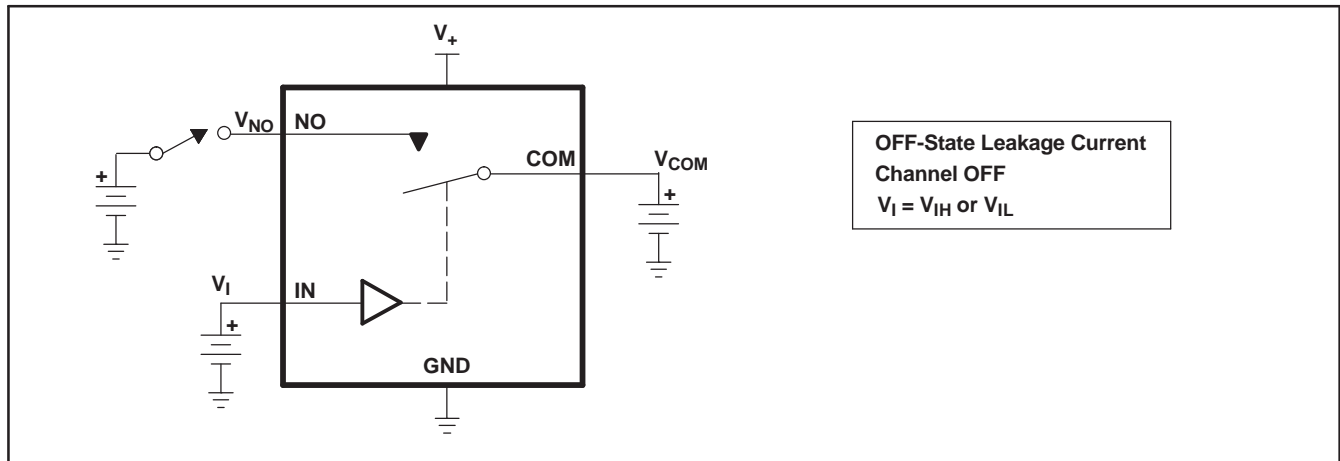 V+
VNO NO
COM VCOM
+
+
VI IN
+
GND
OFF-State Leakage Current
Channel OFF
VI = VIH or VIL